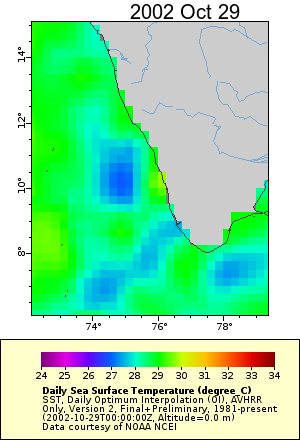 2002 Oct 29
14°
12°
10°
8°
74°
76°
78°
24 25 26 27 28 29 30 31 32 33 34
Daily Sea Surface Temperature (degree_C)
SST, Daily Optimum Interpolation (OI), AVHRR
Only, Version 2, Final+Preliminary, 1981-present
(2002-10-29T00:00:00Z, Altitude=0.0 m)
Data courtesy of NOAA NCEI